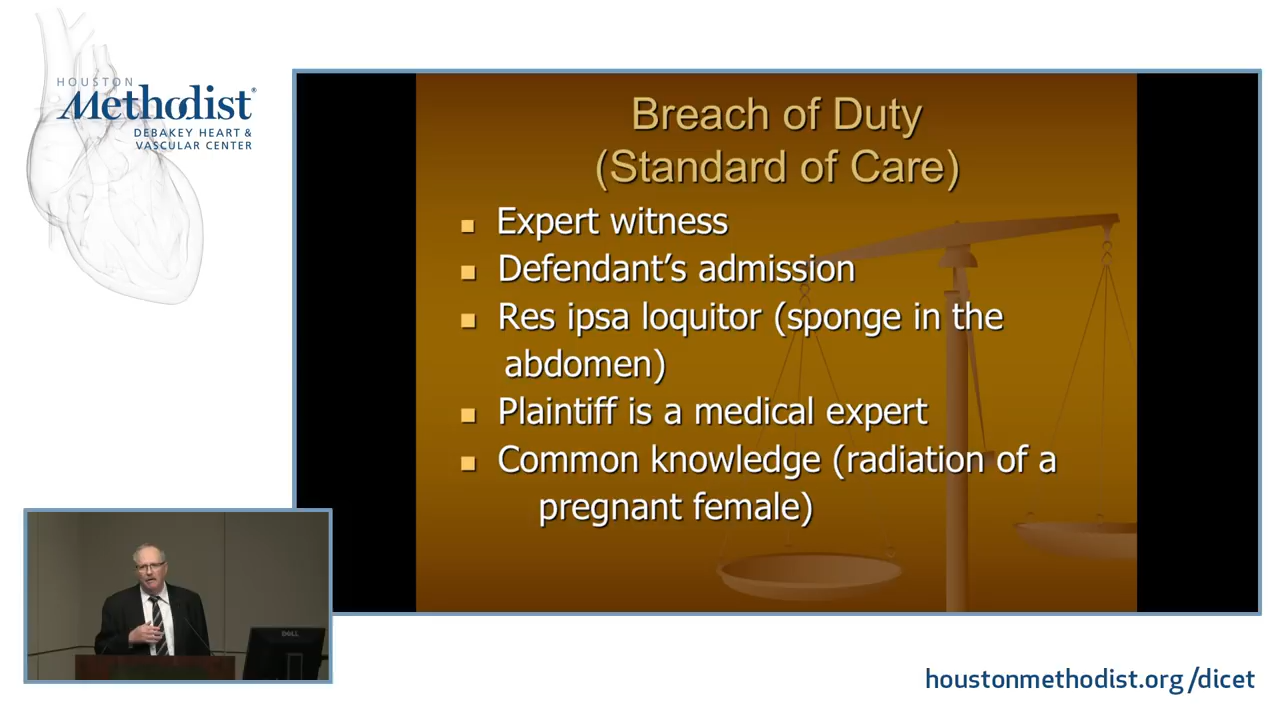 HOUSTON
Methodist®
DEBAKEY HEART &
VASCULAR CENTER
Breach of Duty
(Standard of Care)
Expert witness
Defendant's admission
Res ipsa loquitor (sponge in the
abdomen)
Plaintiff is a medical expert
Common knowledge (radiation of a
pregnant female)
DELL
houstonmethodist.org/dicet